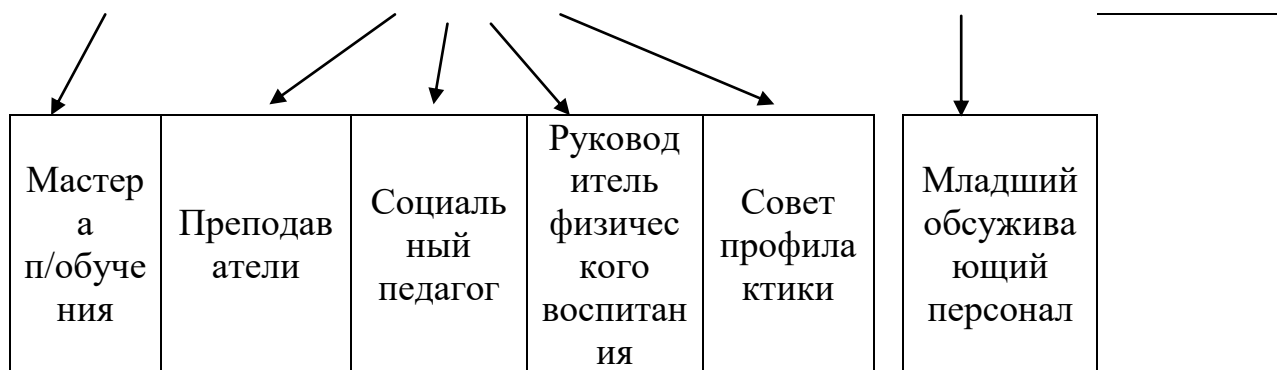 Мастер
а
п/обуче
ния
Преподав
атели
Социаль
ный
педагог
Руковод
итель
физичес
кого
воспитан
ия
Совет
профила
ктики
Младший
обсужива
ющий
персонал